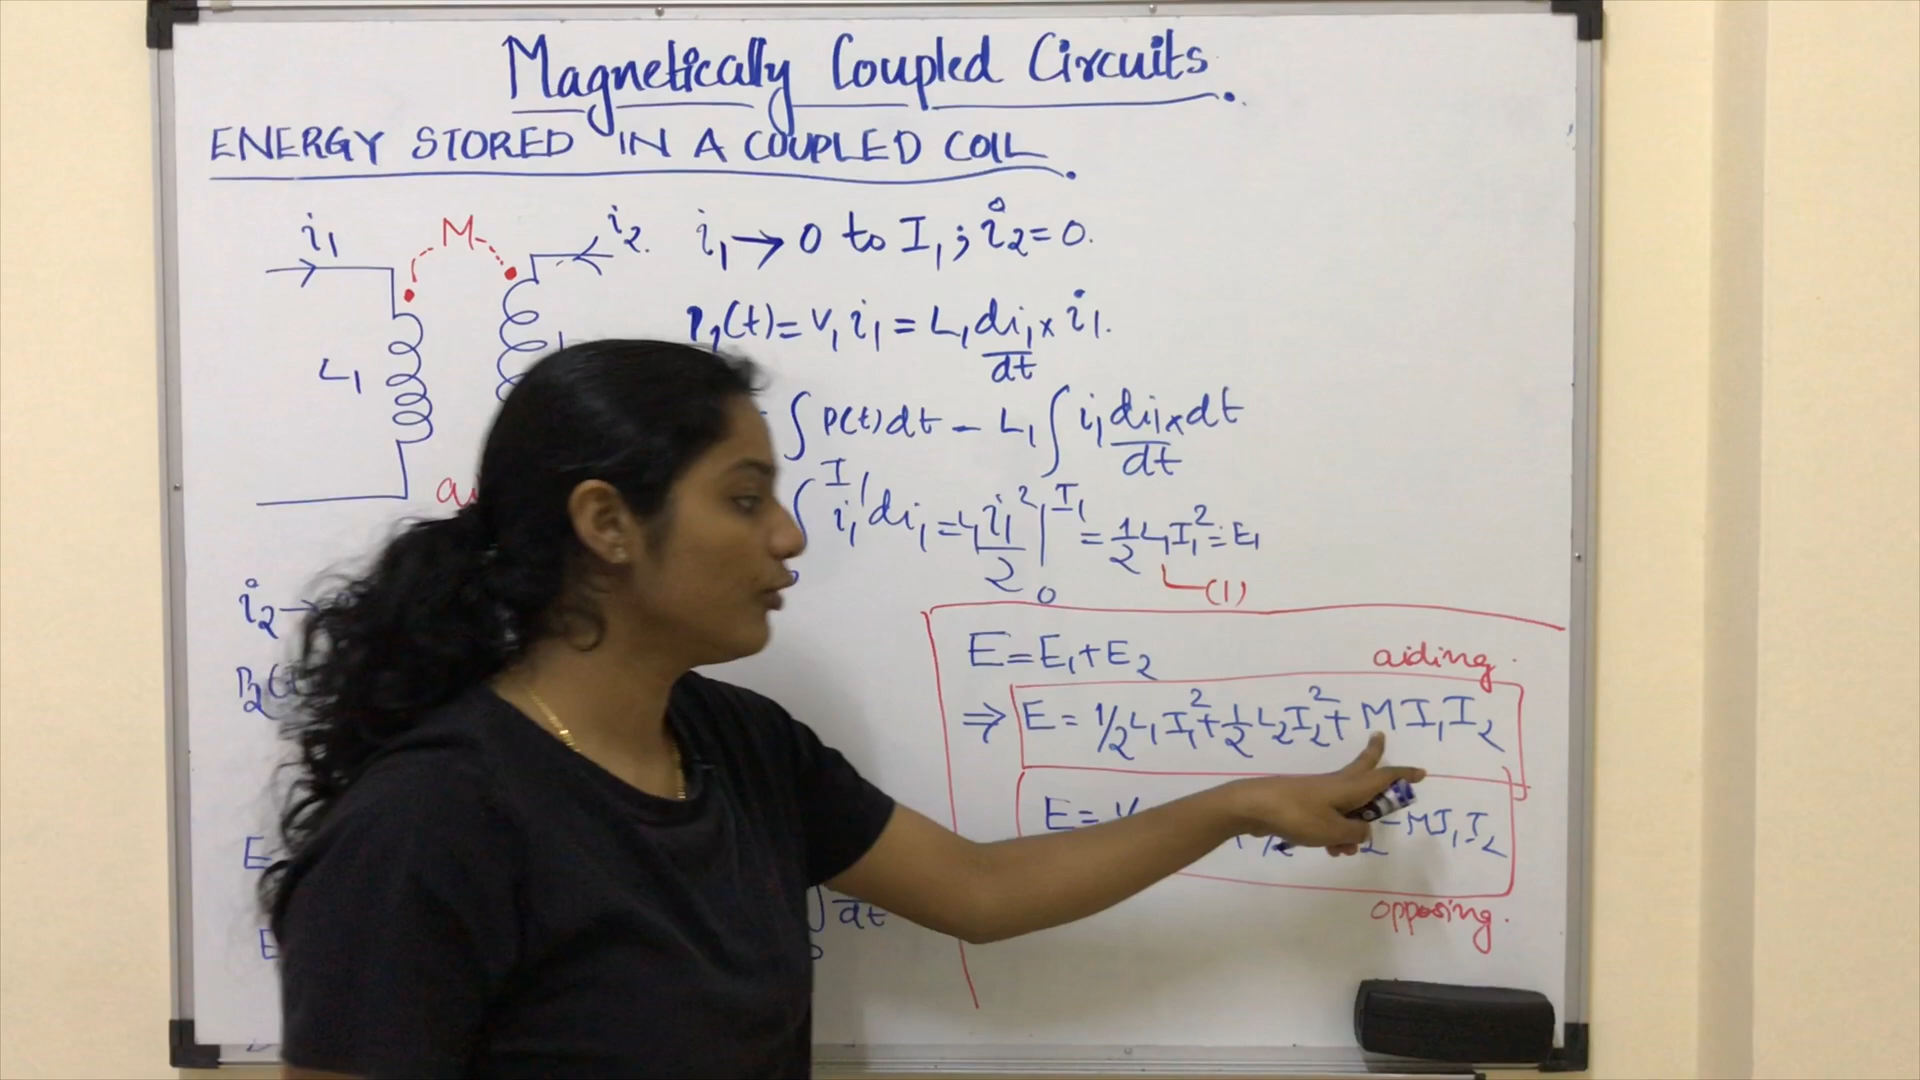 Magnetically Coupled Circuits.
ENERGY STORED IN A COUPLED COIL.
i₁ M i₂.
L₁
i₁ → 0 to I₁ ; i₂ = 0.
P₁(t) = V₁ i₁ = L₁ di₁/dt × i₁.
∫ P(t) dt = L₁ ∫ i₁ di₁/dt × dt
∫ i₁ di₁ = L₁ i₁²/2 |₀^I₁ = 1/2 L₁ I₁² = E₁
(1)
i₂ →
P₂(t)
E
E
dt
E = E₁ + E₂
aiding.
⇒ E = 1/2 L₁ I₁² + 1/2 L₂ I₂² + M I₁ I₂
E = − M I₁ I₂
opposing.